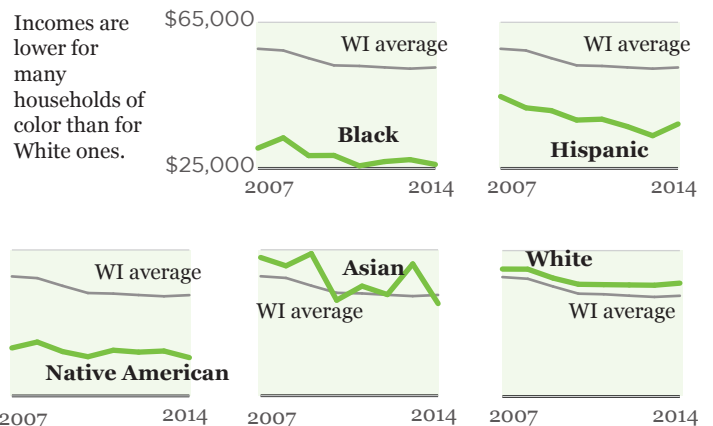 Incomes are
lower for
many
households of
color than for
White ones.
$65,000
WI average
Black
$25,000
2007
2014
WI average
Hispanic
2007
2014
WI average
Native American
2007
2014
Asian
WI average
2007
2014
White
WI average
2007
2014